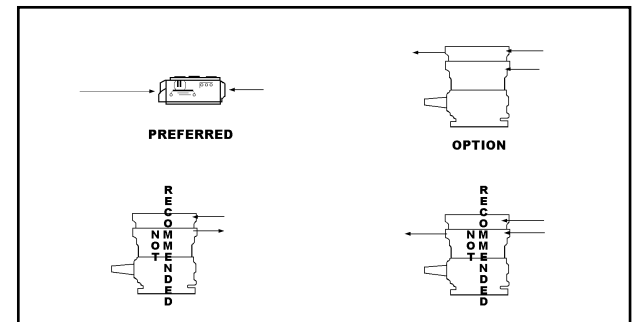 PREFERRED
OPTION
NOT
RECOMMENDED
NOT
RECOMMENDED